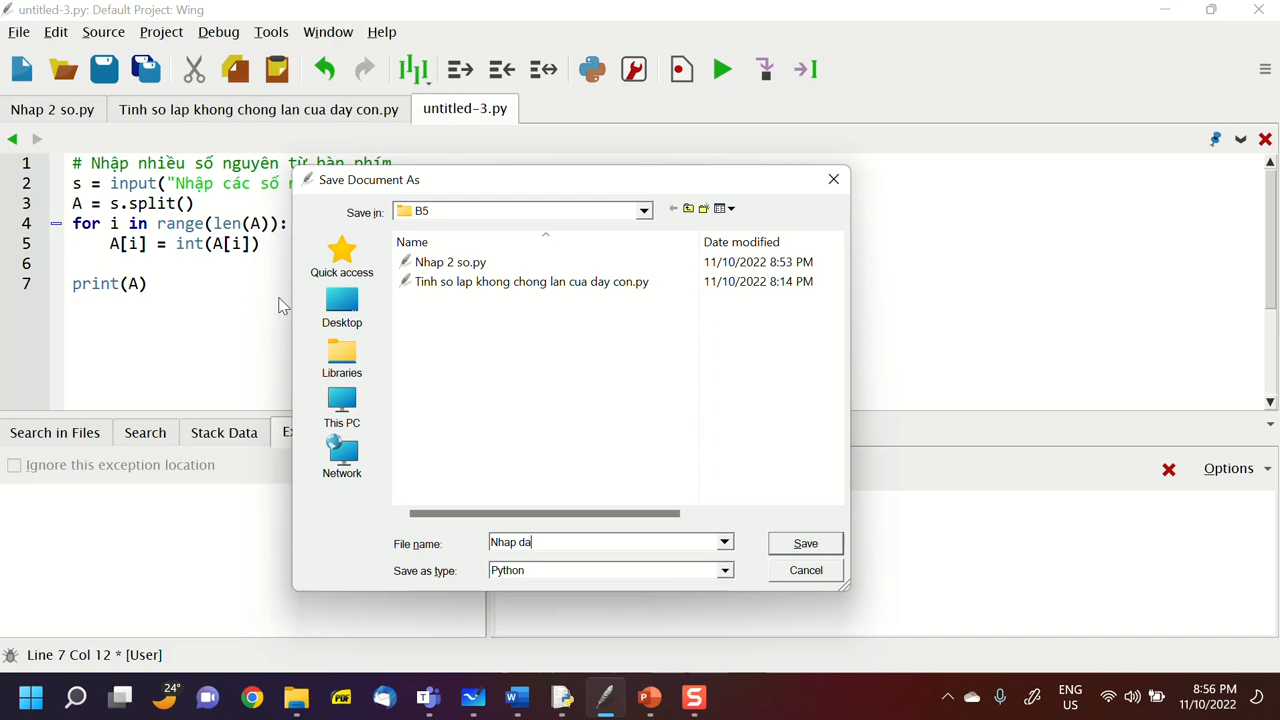 untitled-3.py: Default Project: Wing
File Edit Source Project Debug Tools Window Help
Nhap 2 so.py Tinh so lap khong chong lan cua day con.py untitled-3.py
1 # Nhập nhiều số nguyên từ bàn phím
2 s = input("Nhập các số
3 A = s.split()
4 for i in range(len(A)):
5 A[i] = int(A[i])
6
7 print(A)
Save Document As
Save in: B5
Name Date modified
Nhap 2 so.py 11/10/2022 8:53 PM
Tinh so lap khong chong lan cua day con.py 11/10/2022 8:14 PM
Quick access
Desktop
Libraries
This PC
Network
File name: Nhap da Save
Save as type: Python Cancel
Search in Files Search Stack Data
Ignore this exception location Options
Line 7 Col 12 * [User]
24° PDF ENG US 8:56 PM 11/10/2022